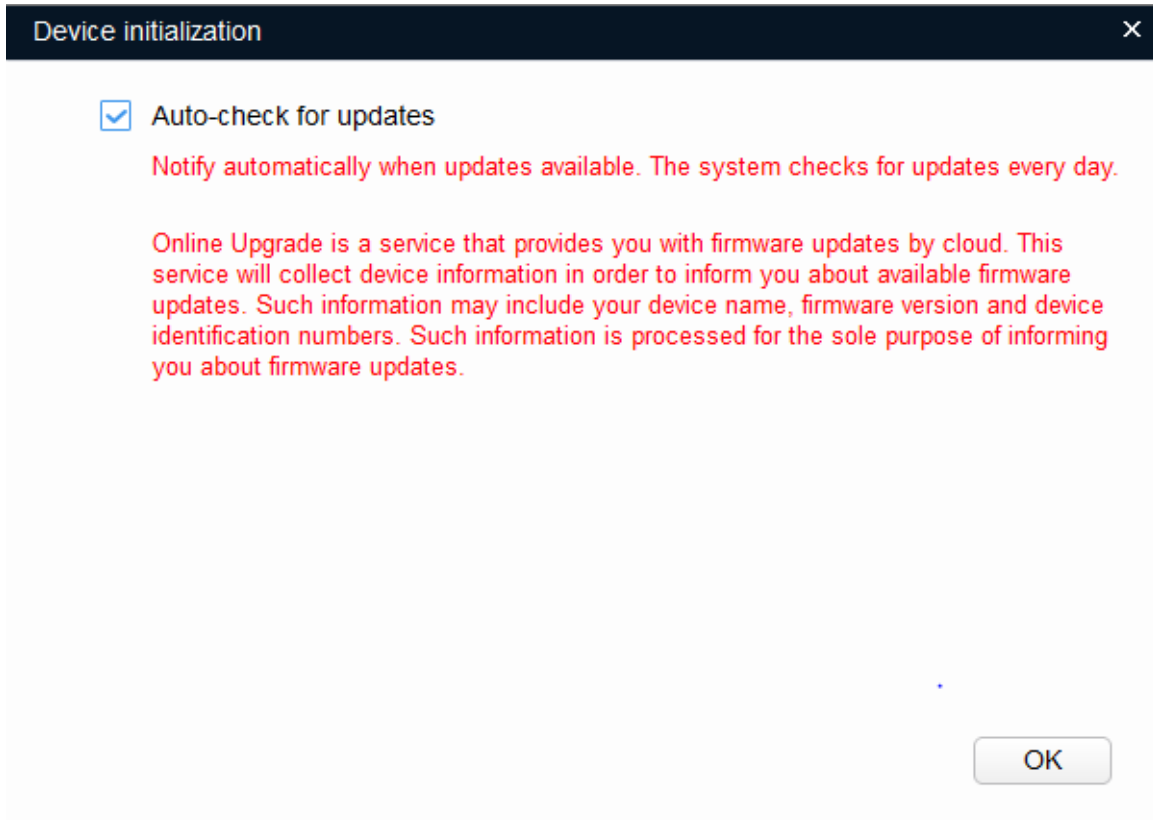 Device initialization
Auto-check for updates
Notify automatically when updates available. The system checks for updates every day.
Online Upgrade is a service that provides you with firmware updates by cloud. This
service will collect device information in order to inform you about available firmware
updates. Such information may include your device name, firmware version and device
identification numbers. Such information is processed for the sole purpose of informing
you about firmware updates.
OK